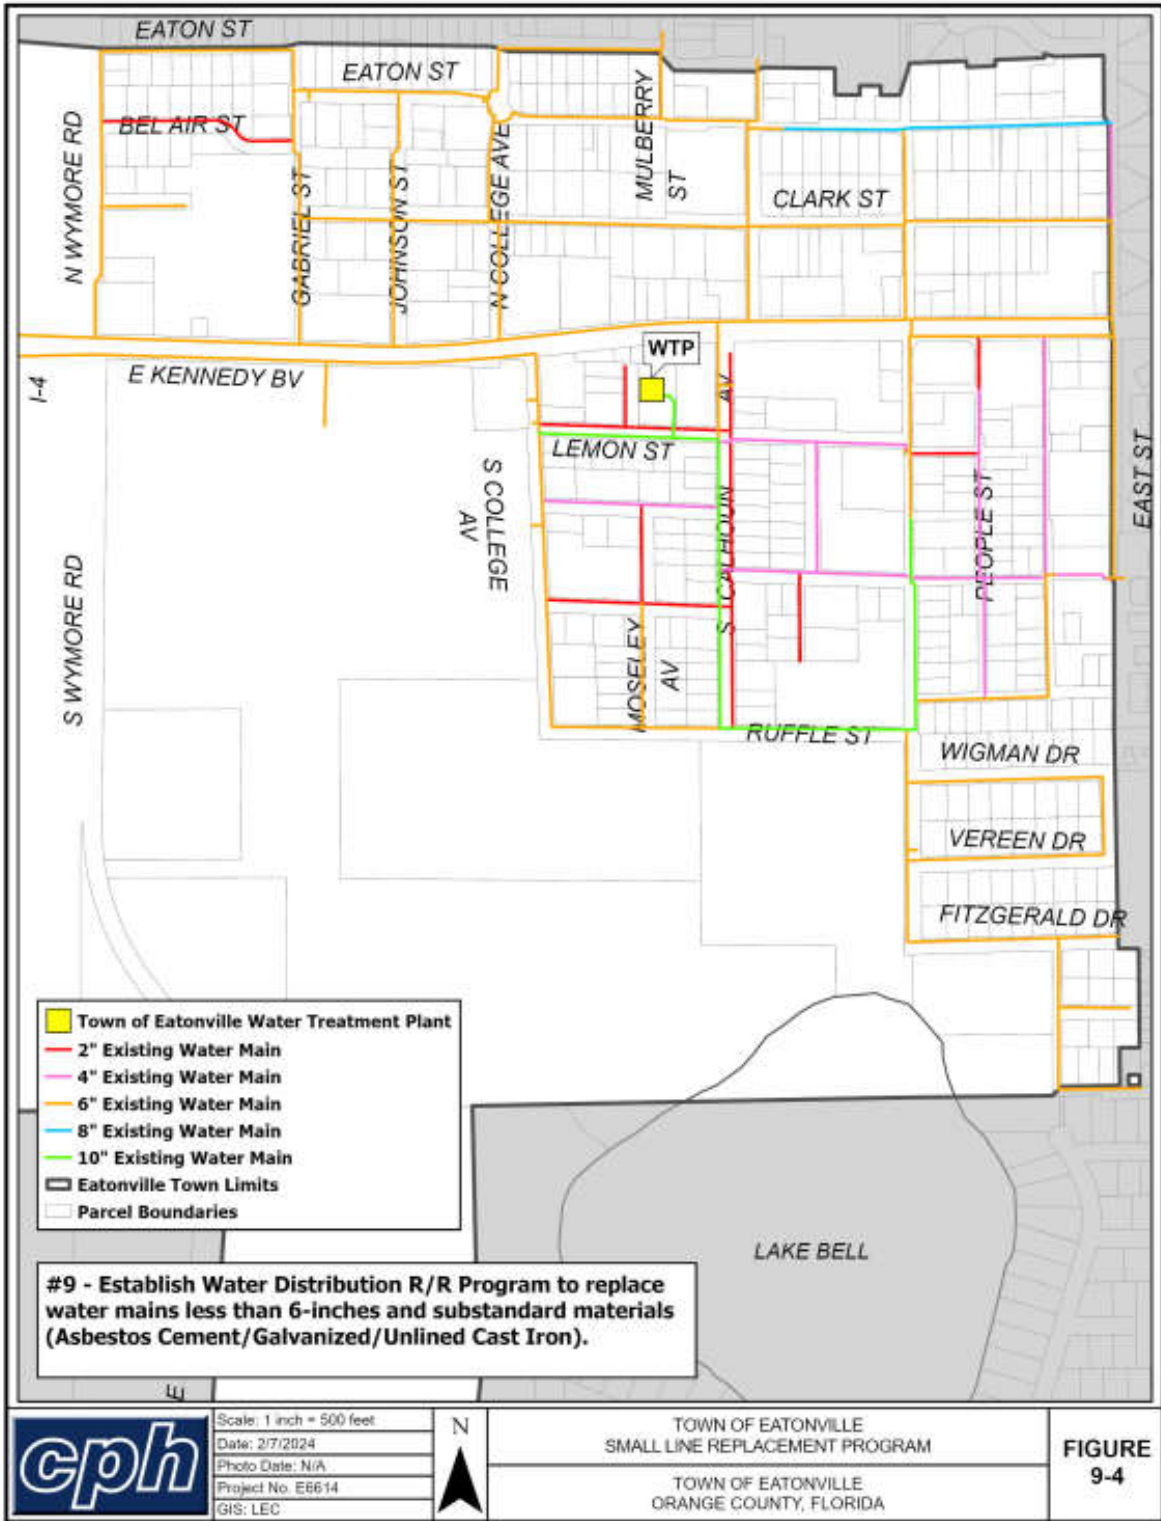 EATON ST
EATON ST
MULBERRY
ST
N WYMORE RD
BEL AIR ST
GABRIEL ST
JOHNSON ST
N COLLEGE AVE
CLARK ST
WTP
I-4
E KENNEDY BV
LEMON ST
S COLLEGE
AV
S CALHOUN
AV
PEOPLE ST
EAST ST
S WYMORE RD
MOSELEY
AV
RUFFLE ST
WIGMAN DR
VEREEN DR
FITZGERALD DR
Town of Eatonville Water Treatment Plant
2" Existing Water Main
4" Existing Water Main
6" Existing Water Main
8" Existing Water Main
10" Existing Water Main
Eatonville Town Limits
Parcel Boundaries
LAKE BELL
#9 - Establish Water Distribution R/R Program to replace
water mains less than 6-inches and substandard materials
(Asbestos Cement/Galvanized/Unlined Cast Iron).
E
cph
Scale: 1 inch = 500 feet
Date: 2/7/2024
Photo Date: N/A
Project No. E6614
GIS: LEC
N
TOWN OF EATONVILLE
SMALL LINE REPLACEMENT PROGRAM
TOWN OF EATONVILLE
ORANGE COUNTY, FLORIDA
FIGURE
9-4